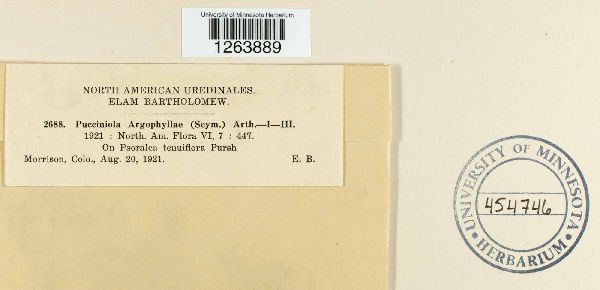 University of Minnesota Herbarium
1263889
NORTH AMERICAN UREDINALES.
ELAM BARTHOLOMEW.
2688. Pucciniola Argophyllae (Seym.) Arth.—I—III.
1921 : North. Am. Flora VI, 7 : 447.
On Psoralea tenuiflora Pursh
Morrison, Colo., Aug. 20, 1921. E. B.
UNIVERSITY OF MINNESOTA
454746
HERBARIUM